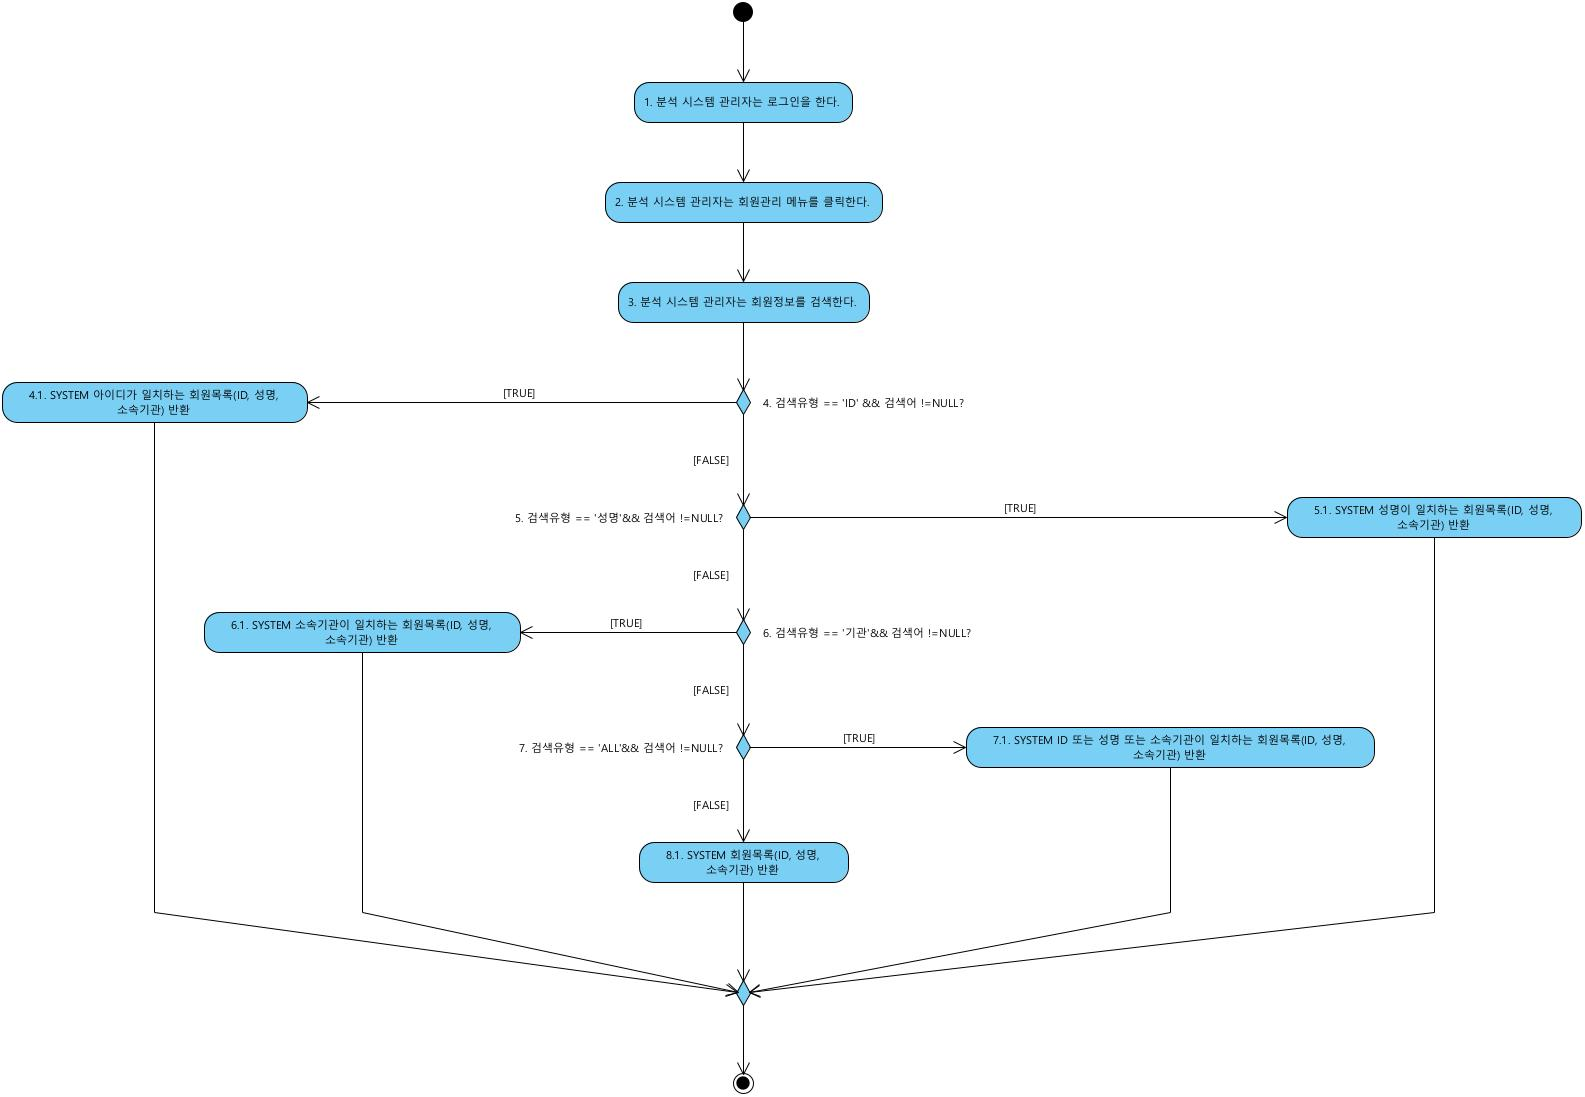 1. 분석 시스템 관리자는 로그인을 한다.
2. 분석 시스템 관리자는 회원관리 메뉴를 클릭한다.
3. 분석 시스템 관리자는 회원정보를 검색한다.
4.1. SYSTEM 아이디가 일치하는 회원목록(ID, 성명,
소속기관) 반환
[TRUE]
4. 검색유형 == 'ID' && 검색어 !=NULL?
[FALSE]
5. 검색유형 == '성명'&& 검색어 !=NULL?
[TRUE]
5.1. SYSTEM 성명이 일치하는 회원목록(ID, 성명,
소속기관) 반환
[FALSE]
6.1. SYSTEM 소속기관이 일치하는 회원목록(ID, 성명,
소속기관) 반환
[TRUE]
6. 검색유형 == '기관'&& 검색어 !=NULL?
[FALSE]
7. 검색유형 == 'ALL'&& 검색어 !=NULL?
[TRUE]
7.1. SYSTEM ID 또는 성명 또는 소속기관이 일치하는 회원목록(ID, 성명,
소속기관) 반환
[FALSE]
8.1. SYSTEM 회원목록(ID, 성명,
소속기관) 반환